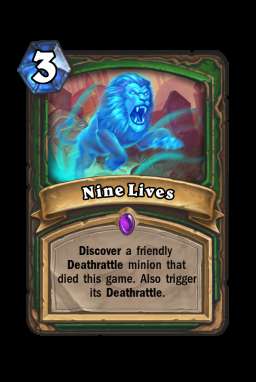 3
Nine Lives
Discover a friendly
Deathrattle minion that
died this game. Also trigger
its Deathrattle.